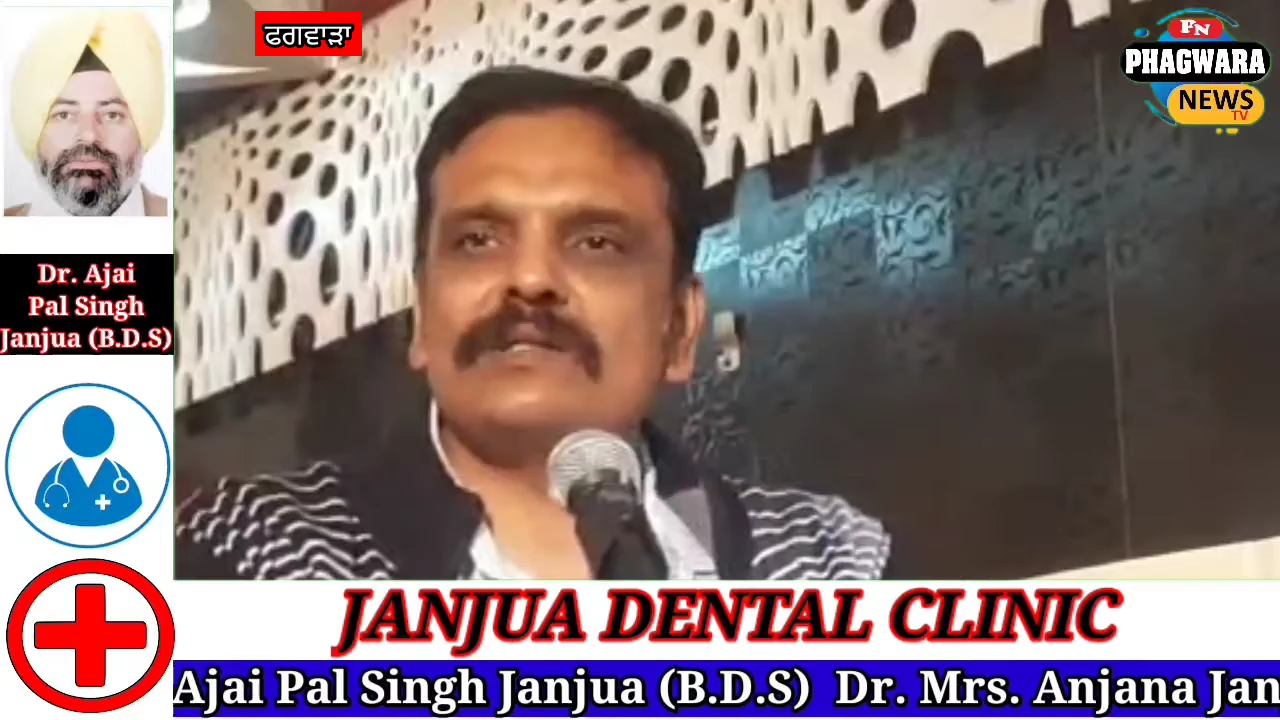 ਫਗਵਾੜਾ
FN
PHAGWARA
NEWS
TV
Dr. Ajai
Pal Singh
Janjua (B.D.S)
JANJUA DENTAL CLINIC
Ajai Pal Singh Janjua (B.D.S) Dr. Mrs. Anjana Jan